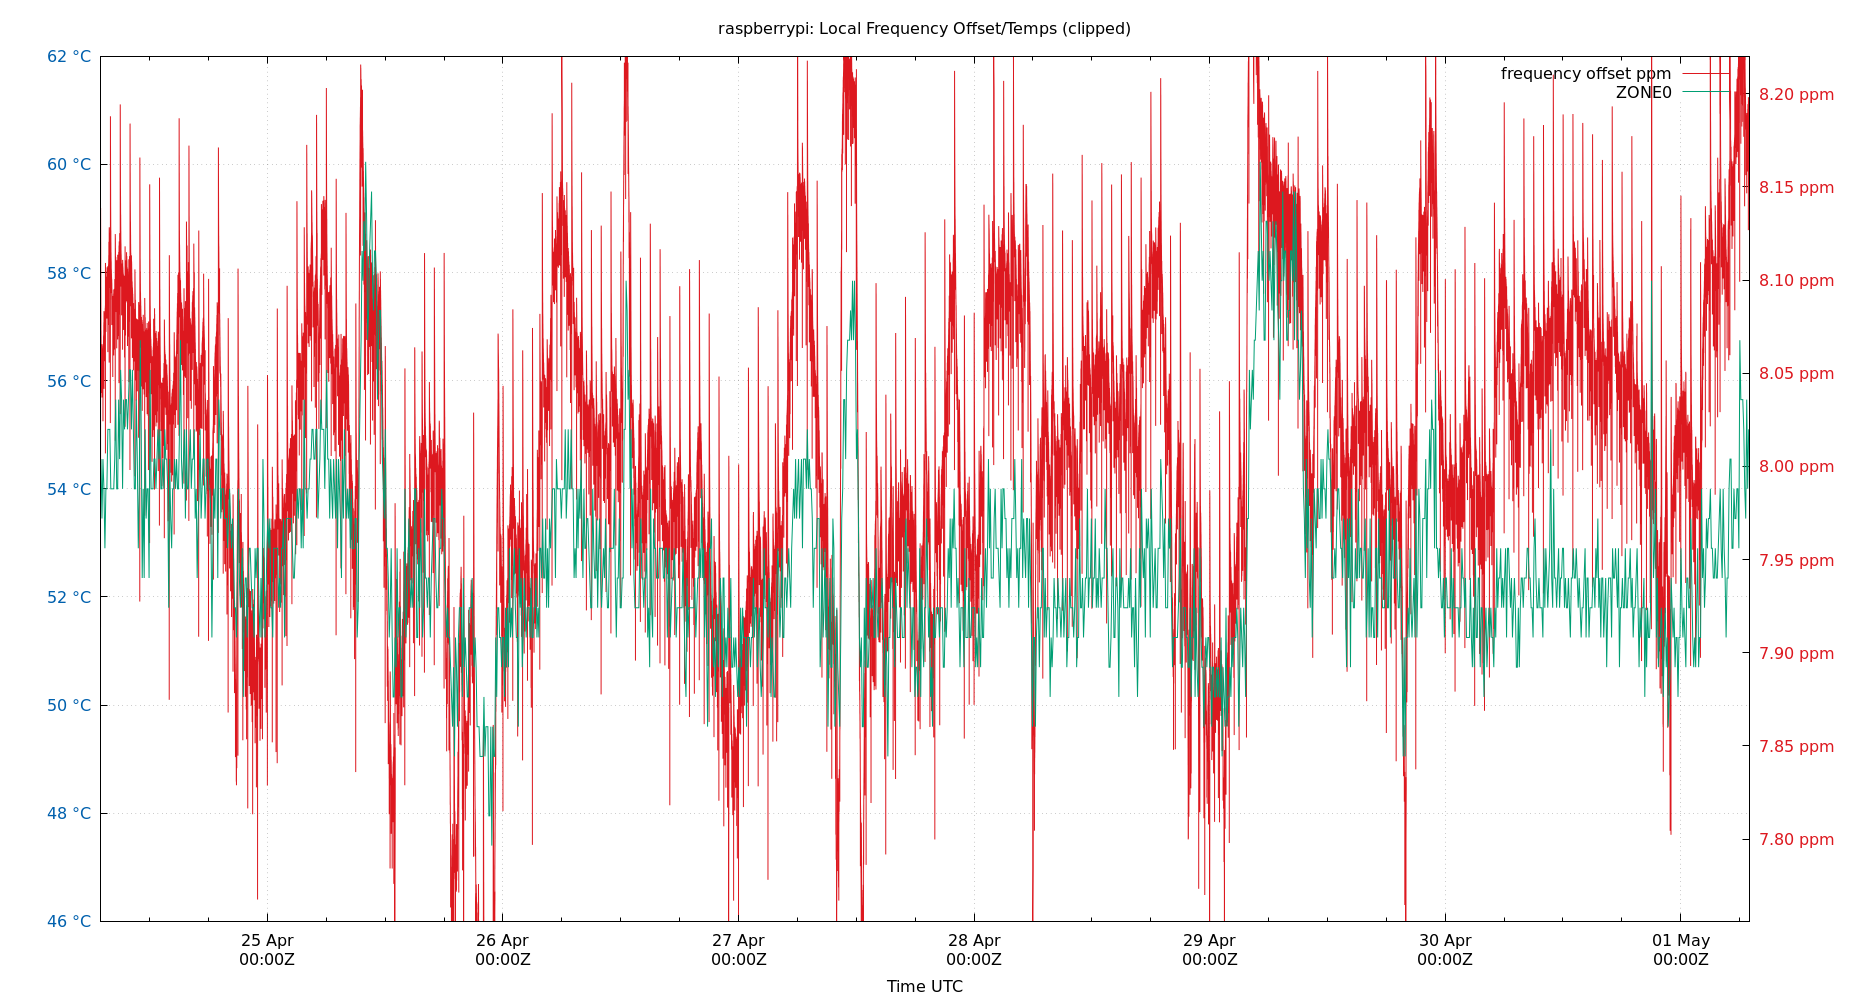 raspberrypi: Local Frequency Offset/Temps (clipped)
62 °C
60 °C
58 °C
56 °C
54 °C
52 °C
50 °C
48 °C
46 °C
frequency offset ppm
ZONE0
8.20 ppm
8.15 ppm
8.10 ppm
8.05 ppm
8.00 ppm
7.95 ppm
7.90 ppm
7.85 ppm
7.80 ppm
25 Apr 26 Apr 27 Apr 28 Apr 29 Apr 30 Apr 01 May
00:00Z 00:00Z 00:00Z 00:00Z 00:00Z 00:00Z 00:00Z
Time UTC